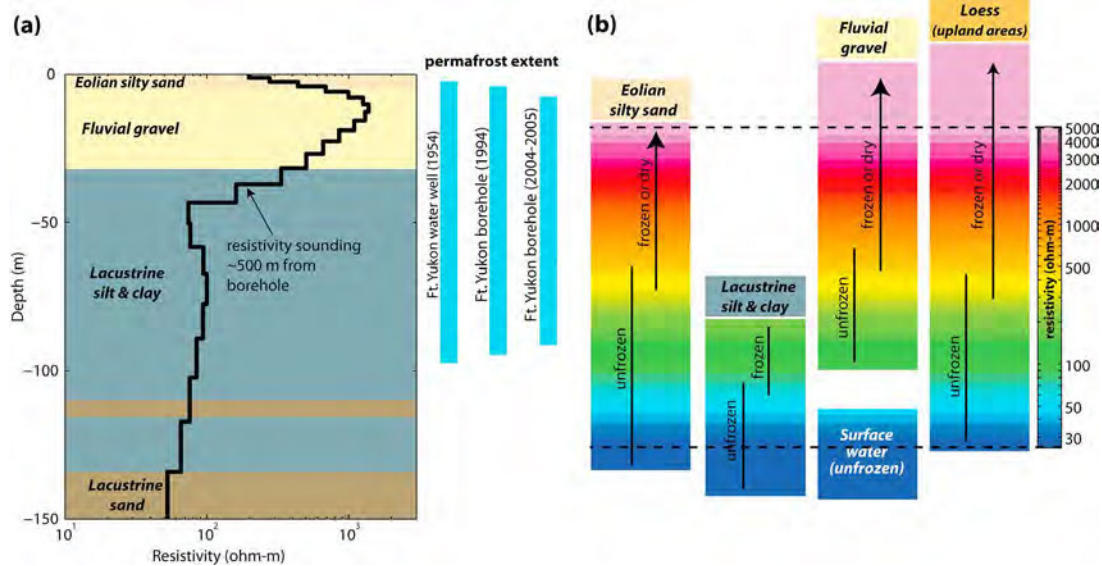 (a)
permafrost extent
0
−50
−100
−150
Depth (m)
Eolian silty sand
Fluvial gravel
Lacustrine
silt & clay
resistivity sounding
~500 m from
borehole
Lacustrine
sand
10¹
10²
10³
Resistivity (ohm-m)
Ft. Yukon water well (1954)
Ft. Yukon borehole (1994)
Ft. Yukon borehole (2004-2005)
(b)
Eolian
silty sand
unfrozen
frozen or dry
Lacustrine
silt & clay
unfrozen
frozen
Fluvial
gravel
unfrozen
frozen or dry
Surface
water
(unfrozen)
Loess
(upland areas)
unfrozen
frozen or dry
resistivity (ohm-m)
5000
4000
3000
2000
1000
500
100
50
30